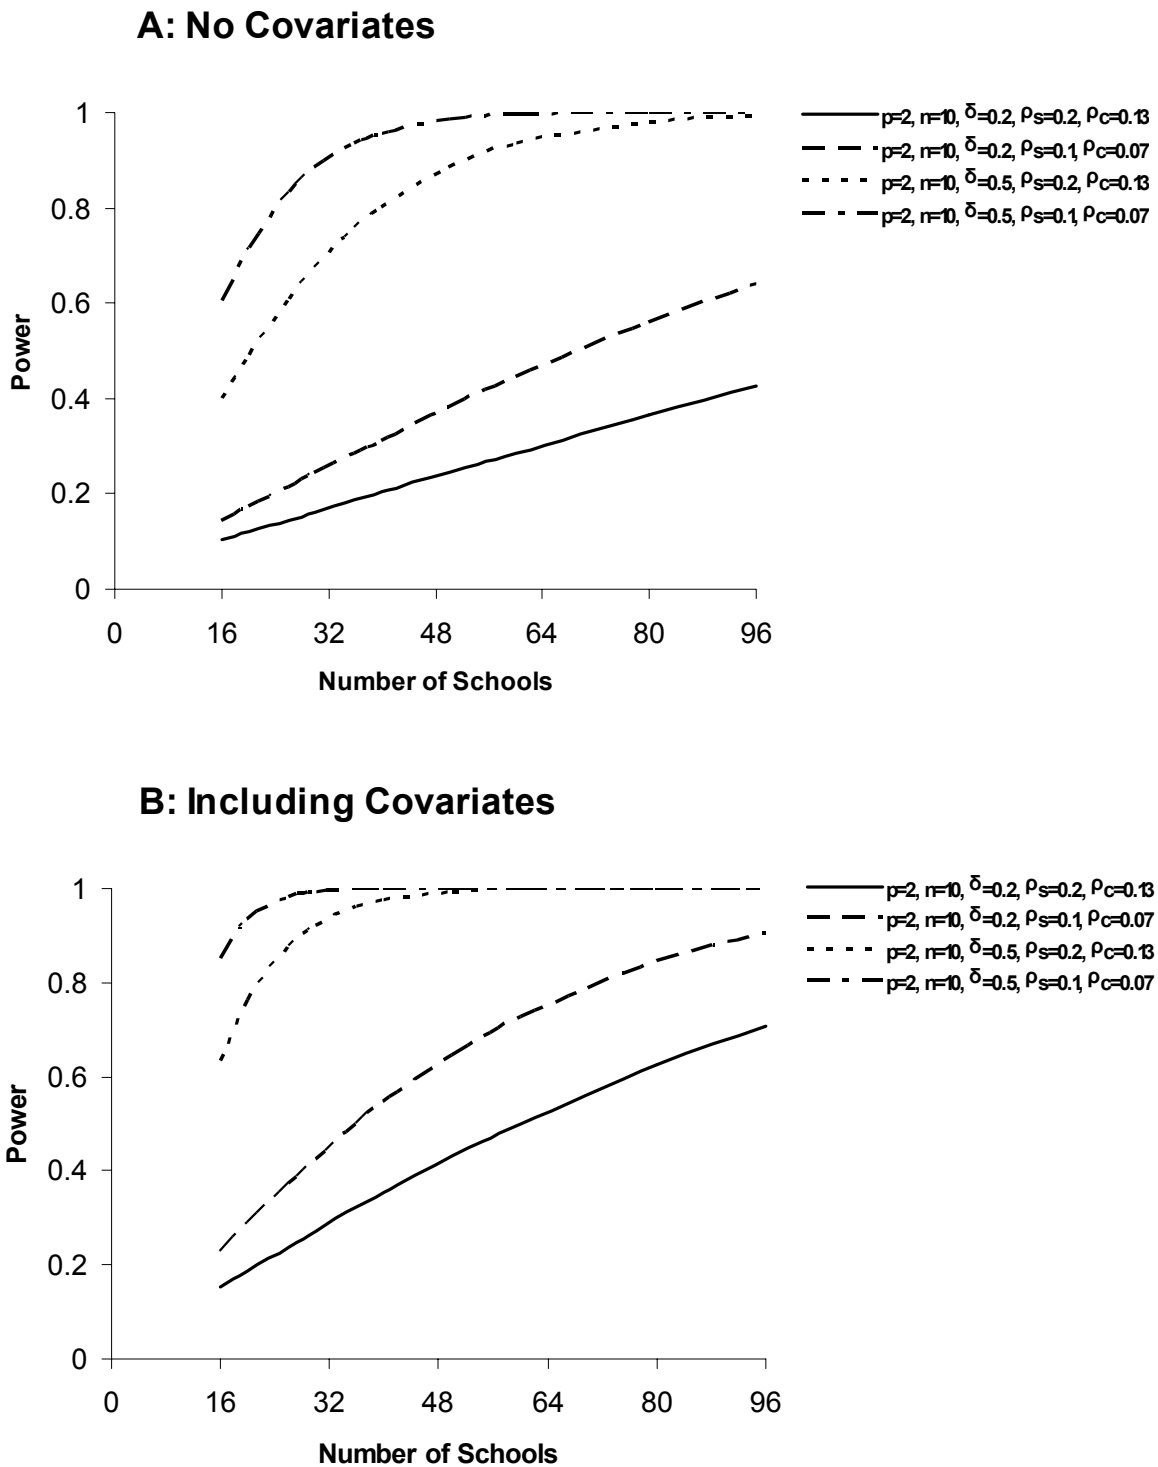 A: No Covariates
1
0.8
0.6
0.4
0.2
0
Power
0 16 32 48 64 80 96
Number of Schools
p=2, n=10, δ=0.2, ρs=0.2, ρc=0.13
p=2, n=10, δ=0.2, ρs=0.1, ρc=0.07
p=2, n=10, δ=0.5, ρs=0.2, ρc=0.13
p=2, n=10, δ=0.5, ρs=0.1, ρc=0.07
B: Including Covariates
1
0.8
0.6
0.4
0.2
0
Power
0 16 32 48 64 80 96
Number of Schools
p=2, n=10, δ=0.2, ρs=0.2, ρc=0.13
p=2, n=10, δ=0.2, ρs=0.1, ρc=0.07
p=2, n=10, δ=0.5, ρs=0.2, ρc=0.13
p=2, n=10, δ=0.5, ρs=0.1, ρc=0.07